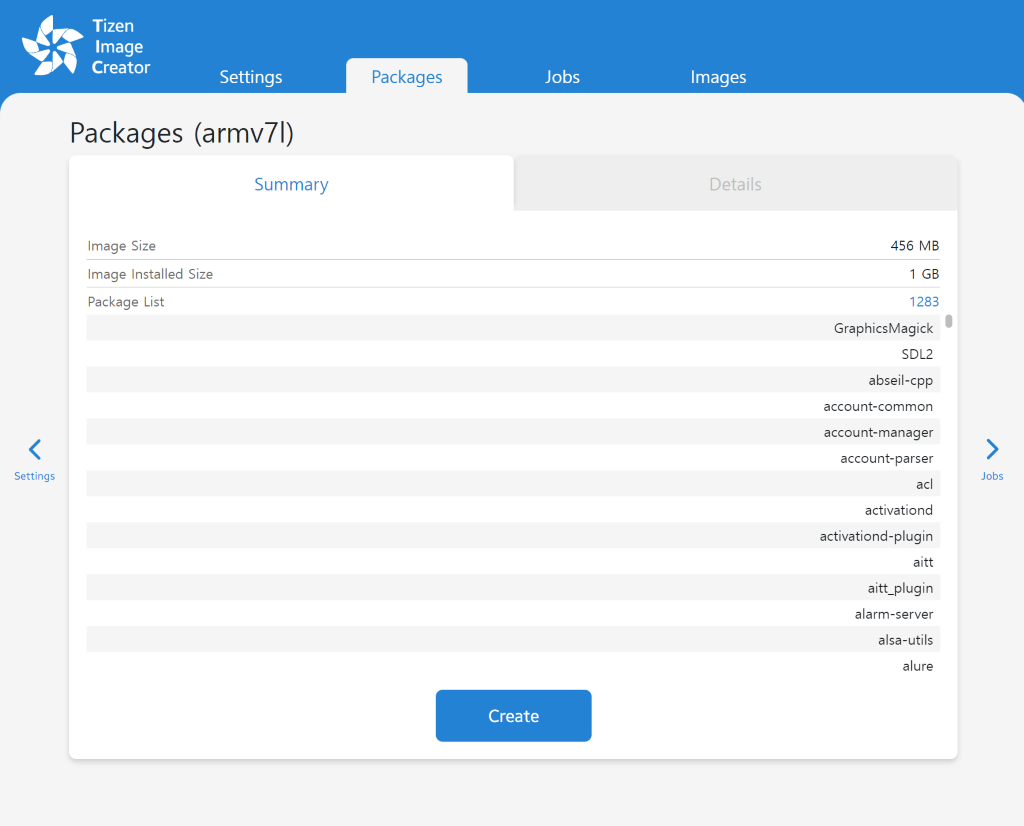 Tizen
Image
Creator
Settings
Packages
Jobs
Images
Packages (armv7l)
Summary
Details
Image Size 456 MB
Image Installed Size 1 GB
Package List 1283
GraphicsMagick
SDL2
abseil-cpp
account-common
account-manager
account-parser
acl
activationd
activationd-plugin
aitt
aitt_plugin
alarm-server
alsa-utils
alure
Settings
Jobs
Create